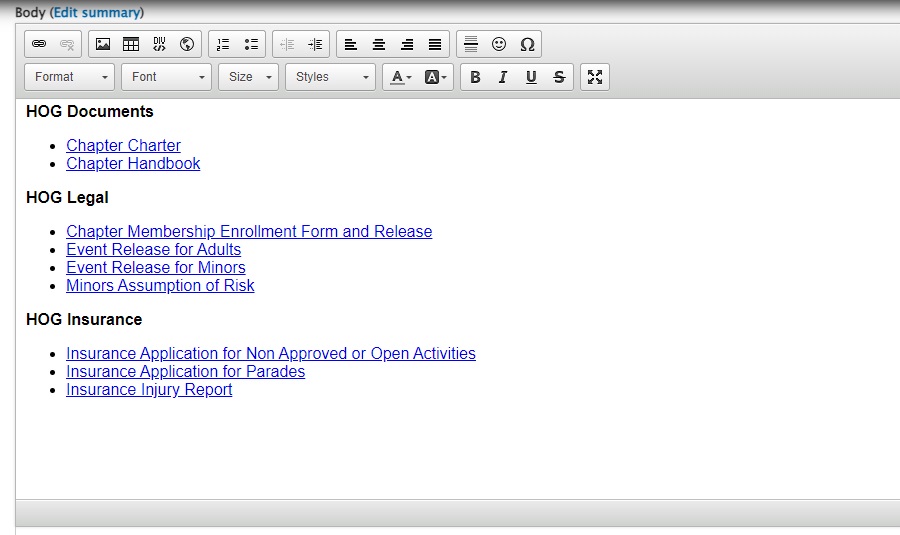 Body (Edit summary)
DIV
Ω
Format Font Size Styles A A B I U S
HOG Documents
• Chapter Charter
• Chapter Handbook
HOG Legal
• Chapter Membership Enrollment Form and Release
• Event Release for Adults
• Event Release for Minors
• Minors Assumption of Risk
HOG Insurance
• Insurance Application for Non Approved or Open Activities
• Insurance Application for Parades
• Insurance Injury Report